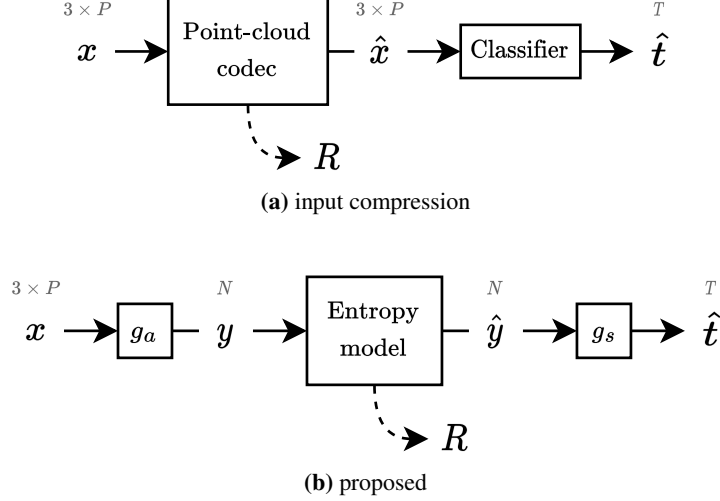 3 × P 3 × P T
x Point-cloud codec x̂ Classifier t̂
R
(a) input compression
3 × P N N T
x g_a y Entropy model ŷ g_s t̂
R
(b) proposed